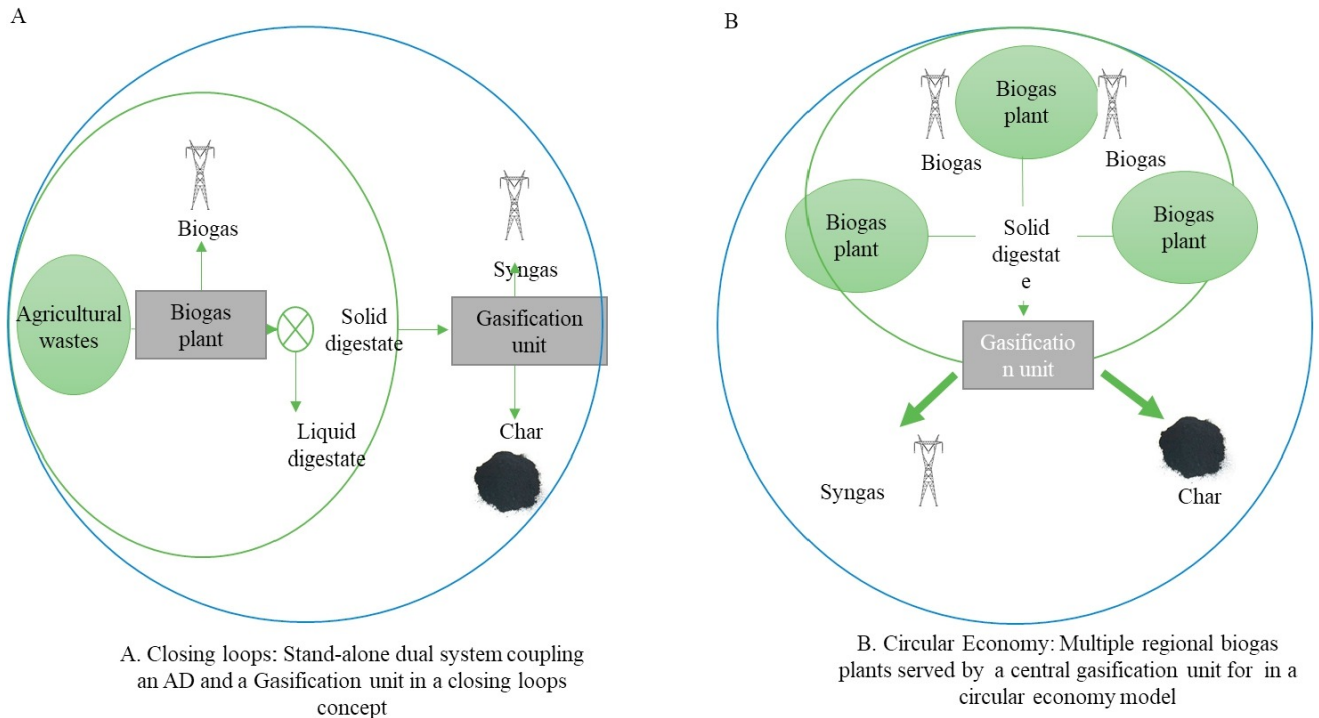 A
Biogas
Syngas
Agricultural
wastes
Biogas
plant
Solid
digestate
Gasification
unit
Liquid
digestate
Char
A. Closing loops: Stand-alone dual system coupling
an AD and a Gasification unit in a closing loops
concept
B
Biogas
plant
Biogas
Biogas
Biogas
plant
Solid
digestat
e
Biogas
plant
Gasificatio
n unit
Syngas
Char
B. Circular Economy: Multiple regional biogas
plants served by a central gasification unit for in a
circular economy model